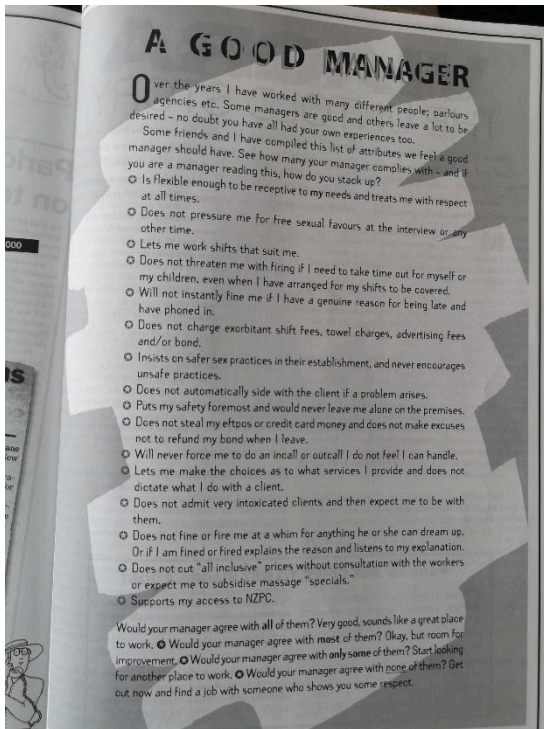 A GOOD MANAGER
Over the years I have worked with many different people; parlours
agencies etc. Some managers are good and others leave a lot to be
desired – no doubt you have all had your own experiences too.
Some friends and I have compiled this list of attributes we feel a good
manager should have. See how many your manager complies with – and if
you are a manager reading this, how do you stack up?
✪ Is flexible enough to be receptive to my needs and treats me with respect
at all times.
✪ Does not pressure me for free sexual favours at the interview or any
other time.
✪ Lets me work shifts that suit me.
✪ Does not threaten me with firing if I need to take time out for myself or
my children, even when I have arranged for my shifts to be covered.
✪ Will not instantly fine me if I have a genuine reason for being late and
have phoned in.
✪ Does not charge exorbitant shift fees, towel charges, advertising fees
and/or bond.
✪ Insists on safer sex practices in their establishment, and never encourages
unsafe practices.
✪ Does not automatically side with the client if a problem arises.
✪ Puts my safety foremost and would never leave me alone on the premises.
✪ Does not steal my eftpos or credit card money and does not make excuses
not to refund my bond when I leave.
✪ Will never force me to do an incall or outcall I do not feel I can handle.
✪ Lets me make the choices as to what services I provide and does not
dictate what I do with a client.
✪ Does not admit very intoxicated clients and then expect me to be with
them.
✪ Does not fine or fire me at a whim for anything he or she can dream up.
Or if I am fined or fired explains the reason and listens to my explanation.
✪ Does not cut "all inclusive" prices without consultation with the workers
or expect me to subsidise massage "specials."
✪ Supports my access to NZPC.
Would your manager agree with all of them? Very good, sounds like a great place
to work. ✪ Would your manager agree with most of them? Okay, but room for
improvement. ✪ Would your manager agree with only some of them? Start looking
for another place to work. ✪ Would your manager agree with none of them? Get
out now and find a job with someone who shows you some respect.
000